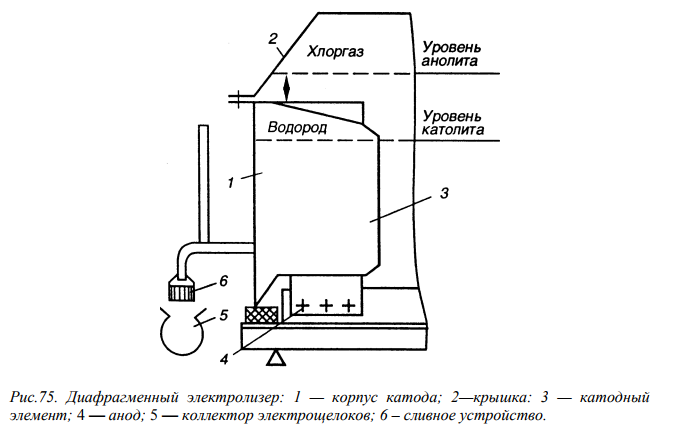 2
Хлоргаз
Уровень
анолита
Водород
Уровень
католита
1
3
6
5
4
Рис.75. Диафрагменный электролизер: 1 — корпус катода; 2—крышка: 3 — катодный
элемент; 4 — анод; 5 — коллектор электрощелоков; 6 – сливное устройство.